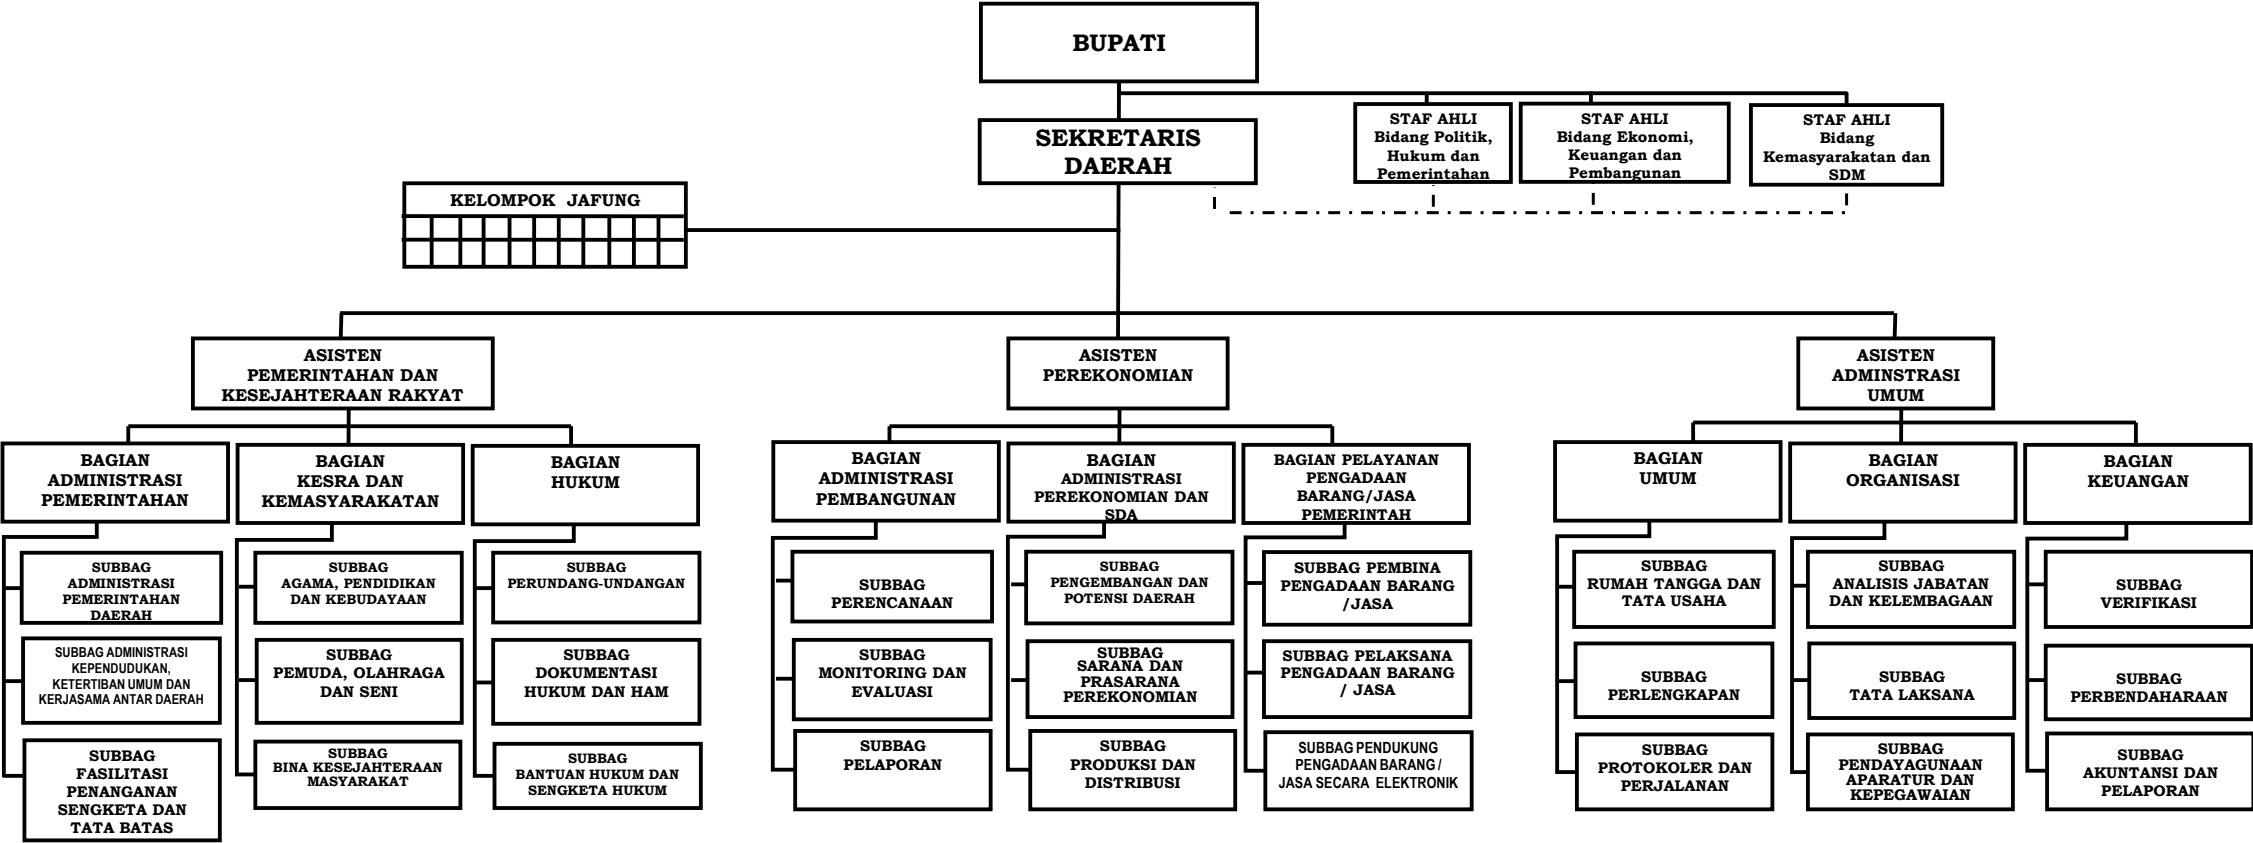 BUPATI
SEKRETARIS
DAERAH
STAF AHLI
Bidang Politik,
Hukum dan
Pemerintahan
STAF AHLI
Bidang Ekonomi,
Keuangan dan
Pembangunan
STAF AHLI
Bidang
Kemasyarakatan dan
SDM
KELOMPOK JAFUNG
ASISTEN
PEMERINTAHAN DAN
KESEJAHTERAAN RAKYAT
ASISTEN
PEREKONOMIAN
ASISTEN
ADMINSTRASI
UMUM
BAGIAN
ADMINISTRASI
PEMERINTAHAN
BAGIAN
KESRA DAN
KEMASYARAKATAN
BAGIAN
HUKUM
BAGIAN
ADMINISTRASI
PEMBANGUNAN
BAGIAN
ADMINISTRASI
PEREKONOMIAN DAN
SDA
BAGIAN PELAYANAN
PENGADAAN
BARANG/JASA
PEMERINTAH
BAGIAN
UMUM
BAGIAN
ORGANISASI
BAGIAN
KEUANGAN
SUBBAG
ADMINISTRASI
PEMERINTAHAN
DAERAH
SUBBAG
AGAMA, PENDIDIKAN
DAN KEBUDAYAAN
SUBBAG
PERUNDANG-UNDANGAN
SUBBAG
PERENCANAAN
SUBBAG
PENGEMBANGAN DAN
POTENSI DAERAH
SUBBAG PEMBINA
PENGADAAN BARANG
/JASA
SUBBAG
RUMAH TANGGA DAN
TATA USAHA
SUBBAG
ANALISIS JABATAN
DAN KELEMBAGAAN
SUBBAG
VERIFIKASI
SUBBAG ADMINISTRASI
KEPENDUDUKAN,
KETERTIBAN UMUM DAN
KERJASAMA ANTAR DAERAH
SUBBAG
PEMUDA, OLAHRAGA
DAN SENI
SUBBAG
DOKUMENTASI
HUKUM DAN HAM
SUBBAG
MONITORING DAN
EVALUASI
SUBBAG
SARANA DAN
PRASARANA
PEREKONOMIAN
SUBBAG PELAKSANA
PENGADAAN BARANG
/ JASA
SUBBAG
PERLENGKAPAN
SUBBAG
TATA LAKSANA
SUBBAG
PERBENDAHARAAN
SUBBAG
FASILITASI
PENANGANAN
SENGKETA DAN
TATA BATAS
SUBBAG
BINA KESEJAHTERAAN
MASYARAKAT
SUBBAG
BANTUAN HUKUM DAN
SENGKETA HUKUM
SUBBAG
PELAPORAN
SUBBAG
PRODUKSI DAN
DISTRIBUSI
SUBBAG PENDUKUNG
PENGADAAN BARANG /
JASA SECARA ELEKTRONIK
SUBBAG
PROTOKOLER DAN
PERJALANAN
SUBBAG
PENDAYAGUNAAN
APARATUR DAN
KEPEGAWAIAN
SUBBAG
AKUNTANSI DAN
PELAPORAN